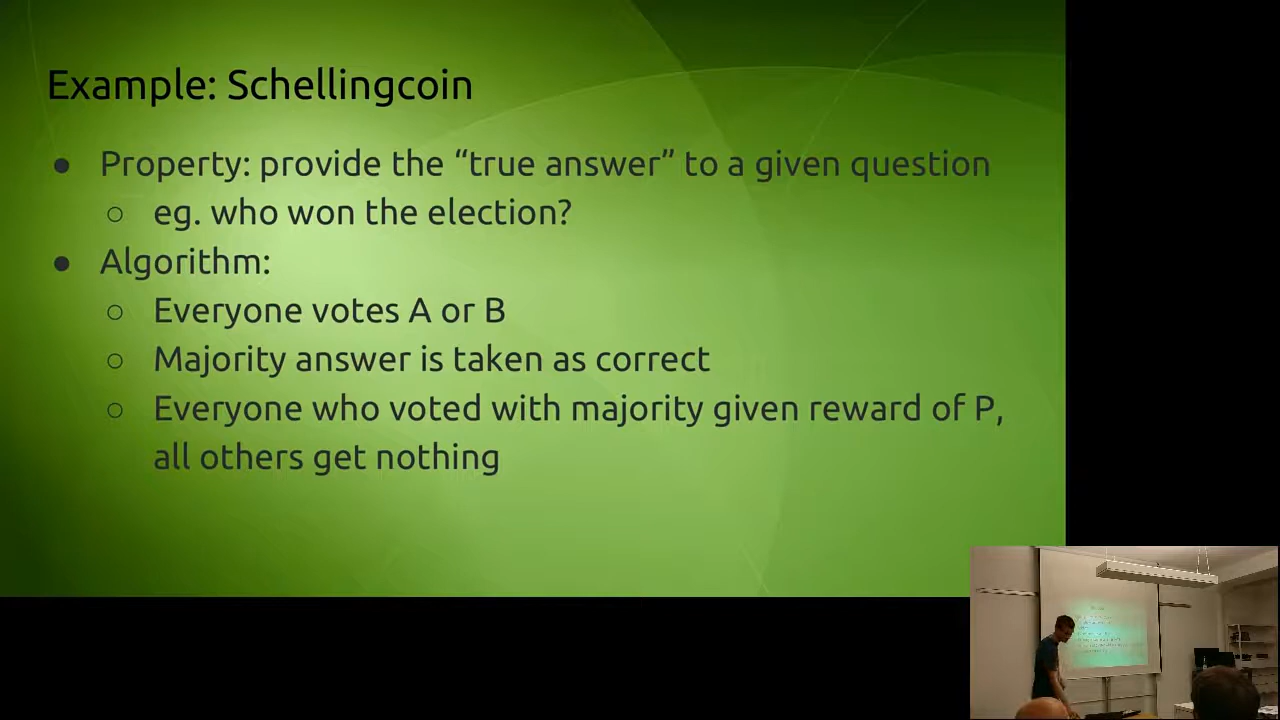 Example: Schellingcoin
● Property: provide the “true answer” to a given question
○ eg. who won the election?
● Algorithm:
○ Everyone votes A or B
○ Majority answer is taken as correct
○ Everyone who voted with majority given reward of P,
all others get nothing